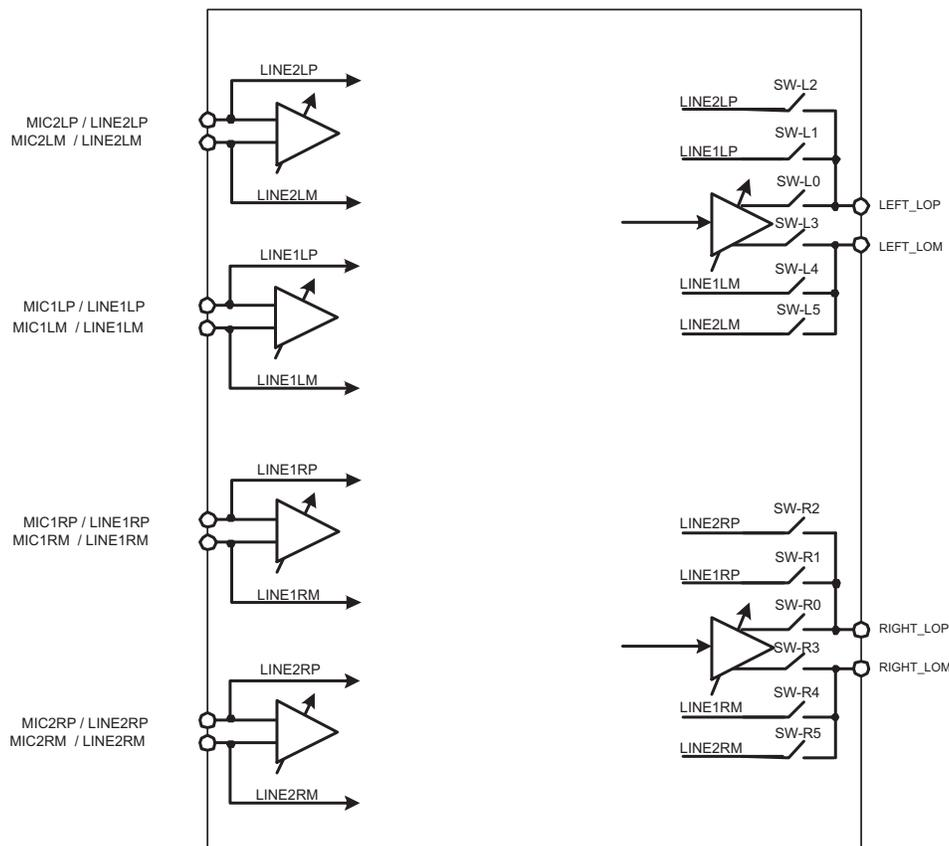 LINE2LP
MIC2LP / LINE2LP
MIC2LM / LINE2LM
LINE2LM
LINE1LP
MIC1LP / LINE1LP
MIC1LM / LINE1LM
LINE1LM
LINE1RP
MIC1RP / LINE1RP
MIC1RM / LINE1RM
LINE1RM
LINE2RP
MIC2RP / LINE2RP
MIC2RM / LINE2RM
LINE2RM
SW-L2
LINE2LP
SW-L1
LINE1LP
SW-L0
LEFT_LOP
SW-L3
LEFT_LOM
SW-L4
LINE1LM
SW-L5
LINE2LM
SW-R2
LINE2RP
SW-R1
LINE1RP
SW-R0
RIGHT_LOP
SW-R3
RIGHT_LOM
SW-R4
LINE1RM
SW-R5
LINE2RM